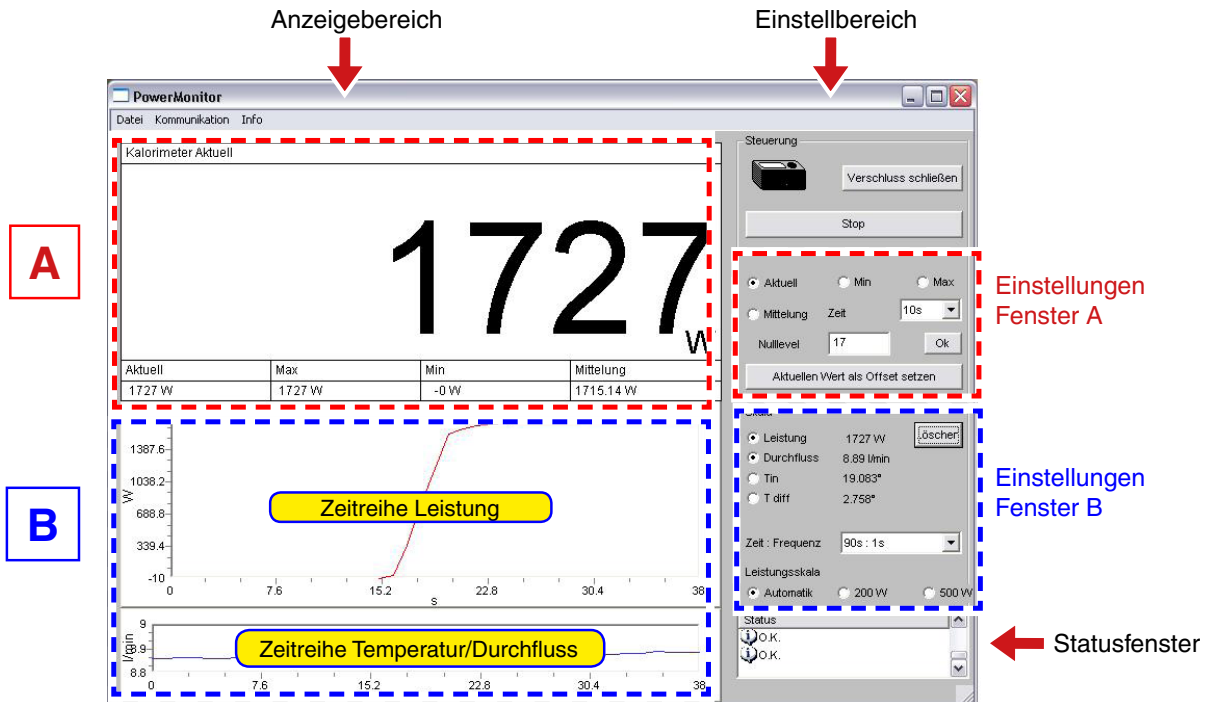 Anzeigebereich
Einstellbereich
PowerMonitor
Datei Kommunikation Info
A
Kalorimeter Aktuell
1727
W
Aktuell Max Min Mittelung
1727 W 1727 W -0 W 1715.14 W
Steuerung
Verschluss schließen
Stop
Aktuell Min Max
Mittelung Zeit 10s
Nulllevel 17 Ok
Aktuellen Wert als Offset setzen
Einstellungen
Fenster A
B
1387.6
1038.2
W
688.8
339.4
-10
0 7.6 15.2 22.8 30.4 38
s
Zeitreihe Leistung
9
l/min
8.9
8.8
0 7.6 15.2 22.8 30.4 38
Zeitreihe Temperatur/Durchfluss
Skala
Leistung 1727 W Löschen
Durchfluss 8.89 l/min
Tin 19.083°
T diff 2.758°
Zeit : Frequenz 90s : 1s
Leistungsskala
Automatik 200 W 500 W
Einstellungen
Fenster B
Status
O.K.
O.K.
Statusfenster